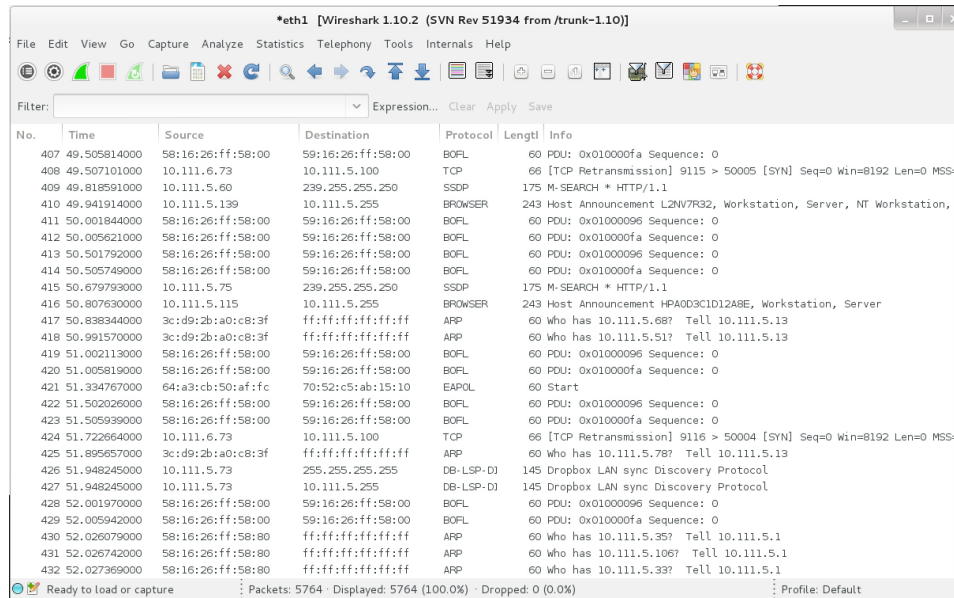 *eth1 [Wireshark 1.10.2 (SVN Rev 51934 from /trunk-1.10)]
File Edit View Go Capture Analyze Statistics Telephony Tools Internals Help
Filter: Expression... Clear Apply Save
No. Time Source Destination Protocol Lengtl Info
407 49.505814000 58:16:26:ff:58:00 59:16:26:ff:58:00 BOFL 60 PDU: 0x010000fa Sequence: 0
408 49.507101000 10.111.6.73 10.111.5.100 TCP 66 [TCP Retransmission] 9115 > 50005 [SYN] Seq=0 Win=8192 Len=0 MSS=
409 49.818591000 10.111.5.60 239.255.255.250 SSDP 175 M-SEARCH * HTTP/1.1
410 49.941914000 10.111.5.139 10.111.5.255 BROWSER 243 Host Announcement L2NV7R32, Workstation, Server, NT Workstation,
411 50.001844000 58:16:26:ff:58:00 59:16:26:ff:58:00 BOFL 60 PDU: 0x01000096 Sequence: 0
412 50.005621000 58:16:26:ff:58:00 59:16:26:ff:58:00 BOFL 60 PDU: 0x010000fa Sequence: 0
413 50.501792000 58:16:26:ff:58:00 59:16:26:ff:58:00 BOFL 60 PDU: 0x01000096 Sequence: 0
414 50.505749000 58:16:26:ff:58:00 59:16:26:ff:58:00 BOFL 60 PDU: 0x010000fa Sequence: 0
415 50.679793000 10.111.5.75 239.255.255.250 SSDP 175 M-SEARCH * HTTP/1.1
416 50.807630000 10.111.5.115 10.111.5.255 BROWSER 243 Host Announcement HPA0D3C1D12A8E, Workstation, Server
417 50.838344000 3c:d9:2b:a0:c8:3f ff:ff:ff:ff:ff:ff ARP 60 Who has 10.111.5.68? Tell 10.111.5.13
418 50.991570000 3c:d9:2b:a0:c8:3f ff:ff:ff:ff:ff:ff ARP 60 Who has 10.111.5.51? Tell 10.111.5.13
419 51.002113000 58:16:26:ff:58:00 59:16:26:ff:58:00 BOFL 60 PDU: 0x01000096 Sequence: 0
420 51.005819000 58:16:26:ff:58:00 59:16:26:ff:58:00 BOFL 60 PDU: 0x010000fa Sequence: 0
421 51.334767000 64:a3:cb:50:af:fc 70:52:c5:ab:15:10 EAPOL 60 Start
422 51.502026000 58:16:26:ff:58:00 59:16:26:ff:58:00 BOFL 60 PDU: 0x01000096 Sequence: 0
423 51.505939000 58:16:26:ff:58:00 59:16:26:ff:58:00 BOFL 60 PDU: 0x010000fa Sequence: 0
424 51.722664000 10.111.6.73 10.111.5.100 TCP 66 [TCP Retransmission] 9116 > 50004 [SYN] Seq=0 Win=8192 Len=0 MSS=
425 51.895657000 3c:d9:2b:a0:c8:3f ff:ff:ff:ff:ff:ff ARP 60 Who has 10.111.5.78? Tell 10.111.5.13
426 51.948245000 10.111.5.73 255.255.255.255 DB-LSP-DI 145 Dropbox LAN sync Discovery Protocol
427 51.948245000 10.111.5.73 10.111.5.255 DB-LSP-DI 145 Dropbox LAN sync Discovery Protocol
428 52.001970000 58:16:26:ff:58:00 59:16:26:ff:58:00 BOFL 60 PDU: 0x01000096 Sequence: 0
429 52.005942000 58:16:26:ff:58:00 59:16:26:ff:58:00 BOFL 60 PDU: 0x010000fa Sequence: 0
430 52.026079000 58:16:26:ff:58:80 ff:ff:ff:ff:ff:ff ARP 60 Who has 10.111.5.35? Tell 10.111.5.1
431 52.026742000 58:16:26:ff:58:80 ff:ff:ff:ff:ff:ff ARP 60 Who has 10.111.5.106? Tell 10.111.5.1
432 52.027369000 58:16:26:ff:58:80 ff:ff:ff:ff:ff:ff ARP 60 Who has 10.111.5.33? Tell 10.111.5.1
Ready to load or capture Packets: 5764 · Displayed: 5764 (100.0%) · Dropped: 0 (0.0%) Profile: Default